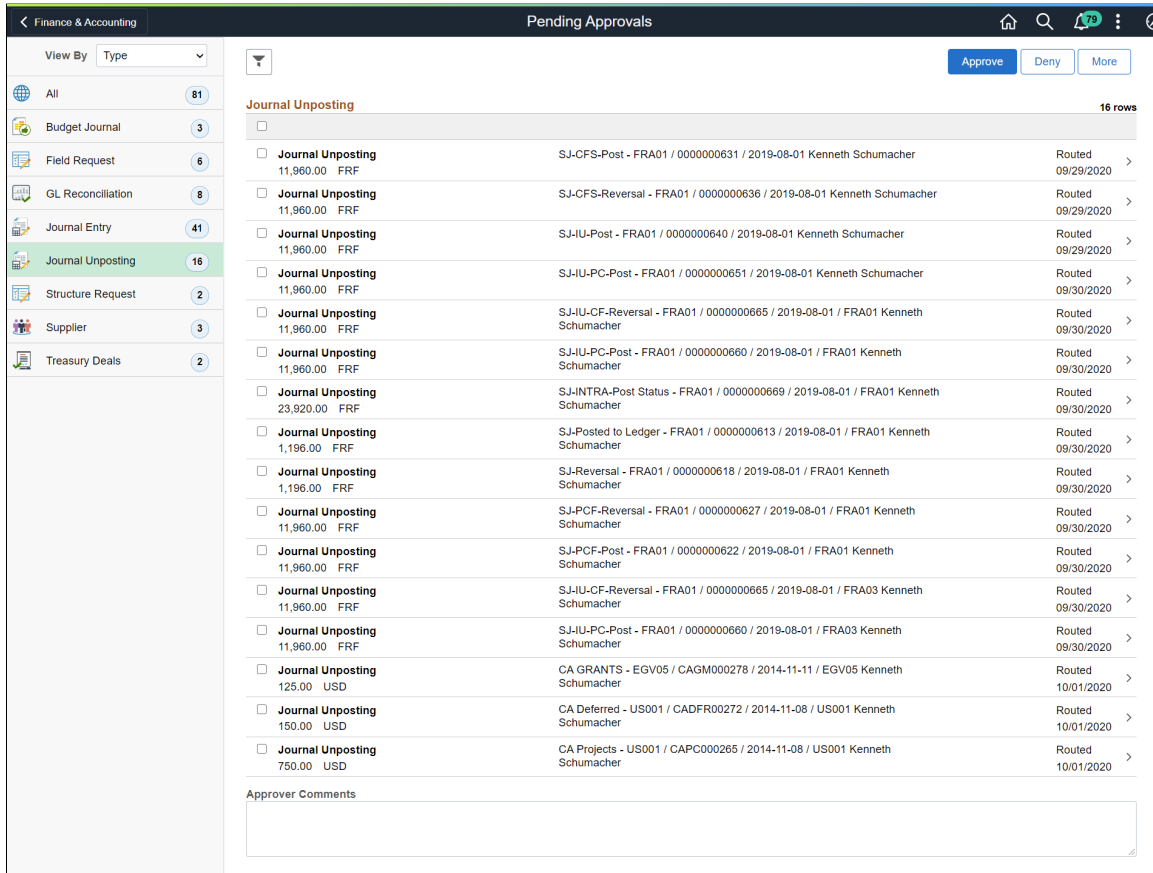 Finance & Accounting
Pending Approvals
79
View By Type
All 81
Budget Journal 3
Field Request 6
GL Reconciliation 8
Journal Entry 41
Journal Unposting 16
Structure Request 2
Supplier 3
Treasury Deals 2
Approve Deny More
Journal Unposting
16 rows
Journal Unposting SJ-CFS-Post - FRA01 / 0000000631 / 2019-08-01 Kenneth Schumacher Routed
11,960.00 FRF 09/29/2020
Journal Unposting SJ-CFS-Reversal - FRA01 / 0000000636 / 2019-08-01 Kenneth Schumacher Routed
11,960.00 FRF 09/29/2020
Journal Unposting SJ-IU-Post - FRA01 / 0000000640 / 2019-08-01 Kenneth Schumacher Routed
11,960.00 FRF 09/29/2020
Journal Unposting SJ-IU-PC-Post - FRA01 / 0000000651 / 2019-08-01 Kenneth Schumacher Routed
11,960.00 FRF 09/30/2020
Journal Unposting SJ-IU-CF-Reversal - FRA01 / 0000000665 / 2019-08-01 / FRA01 Kenneth Routed
11,960.00 FRF Schumacher 09/30/2020
Journal Unposting SJ-IU-PC-Post - FRA01 / 0000000660 / 2019-08-01 / FRA01 Kenneth Routed
11,960.00 FRF Schumacher 09/30/2020
Journal Unposting SJ-INTRA-Post Status - FRA01 / 0000000669 / 2019-08-01 / FRA01 Kenneth Routed
23,920.00 FRF Schumacher 09/30/2020
Journal Unposting SJ-Posted to Ledger - FRA01 / 0000000613 / 2019-08-01 / FRA01 Kenneth Routed
1,196.00 FRF Schumacher 09/30/2020
Journal Unposting SJ-Reversal - FRA01 / 0000000618 / 2019-08-01 / FRA01 Kenneth Routed
1,196.00 FRF Schumacher 09/30/2020
Journal Unposting SJ-PCF-Reversal - FRA01 / 0000000627 / 2019-08-01 / FRA01 Kenneth Routed
11,960.00 FRF Schumacher 09/30/2020
Journal Unposting SJ-PCF-Post - FRA01 / 0000000622 / 2019-08-01 / FRA01 Kenneth Routed
11,960.00 FRF Schumacher 09/30/2020
Journal Unposting SJ-IU-CF-Reversal - FRA01 / 0000000665 / 2019-08-01 / FRA03 Kenneth Routed
11,960.00 FRF Schumacher 09/30/2020
Journal Unposting SJ-IU-PC-Post - FRA01 / 0000000660 / 2019-08-01 / FRA03 Kenneth Routed
11,960.00 FRF Schumacher 09/30/2020
Journal Unposting CA GRANTS - EGV05 / CAGM000278 / 2014-11-11 / EGV05 Kenneth Routed
125.00 USD Schumacher 10/01/2020
Journal Unposting CA Deferred - US001 / CADFR00272 / 2014-11-08 / US001 Kenneth Routed
150.00 USD Schumacher 10/01/2020
Journal Unposting CA Projects - US001 / CAPC000265 / 2014-11-08 / US001 Kenneth Routed
750.00 USD Schumacher 10/01/2020
Approver Comments